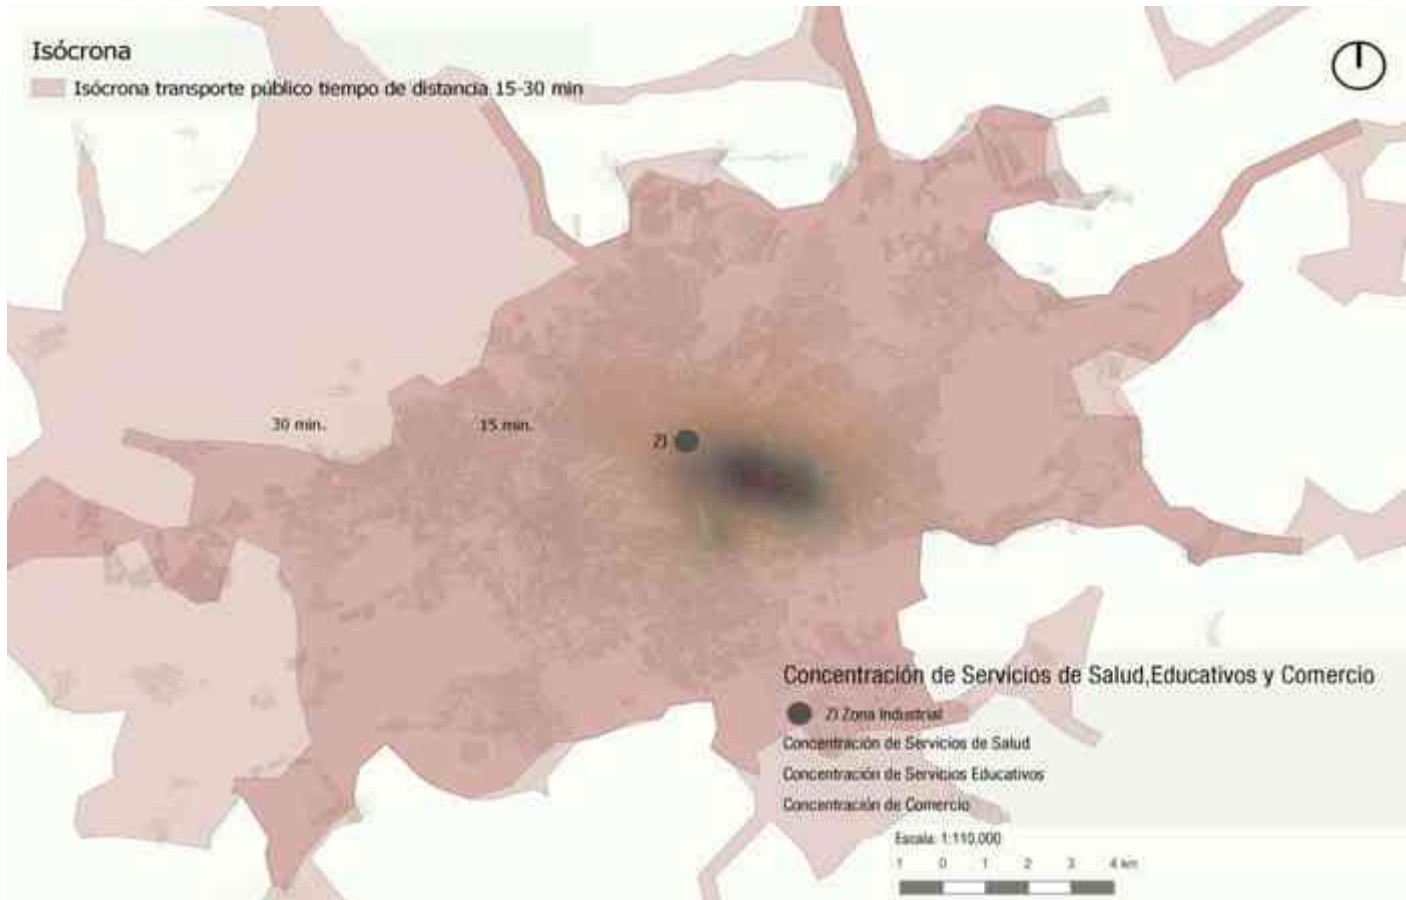 Isócrona
Isócrona transporte público tiempo de distancia 15-30 min
30 min.
15 min.
ZI
Concentración de Servicios de Salud,Educativos y Comercio
ZI Zona Industrial
Concentración de Servicios de Salud
Concentración de Servicios Educativos
Concentración de Comercio
Escala: 1:110,000
1 0 1 2 3 4 km